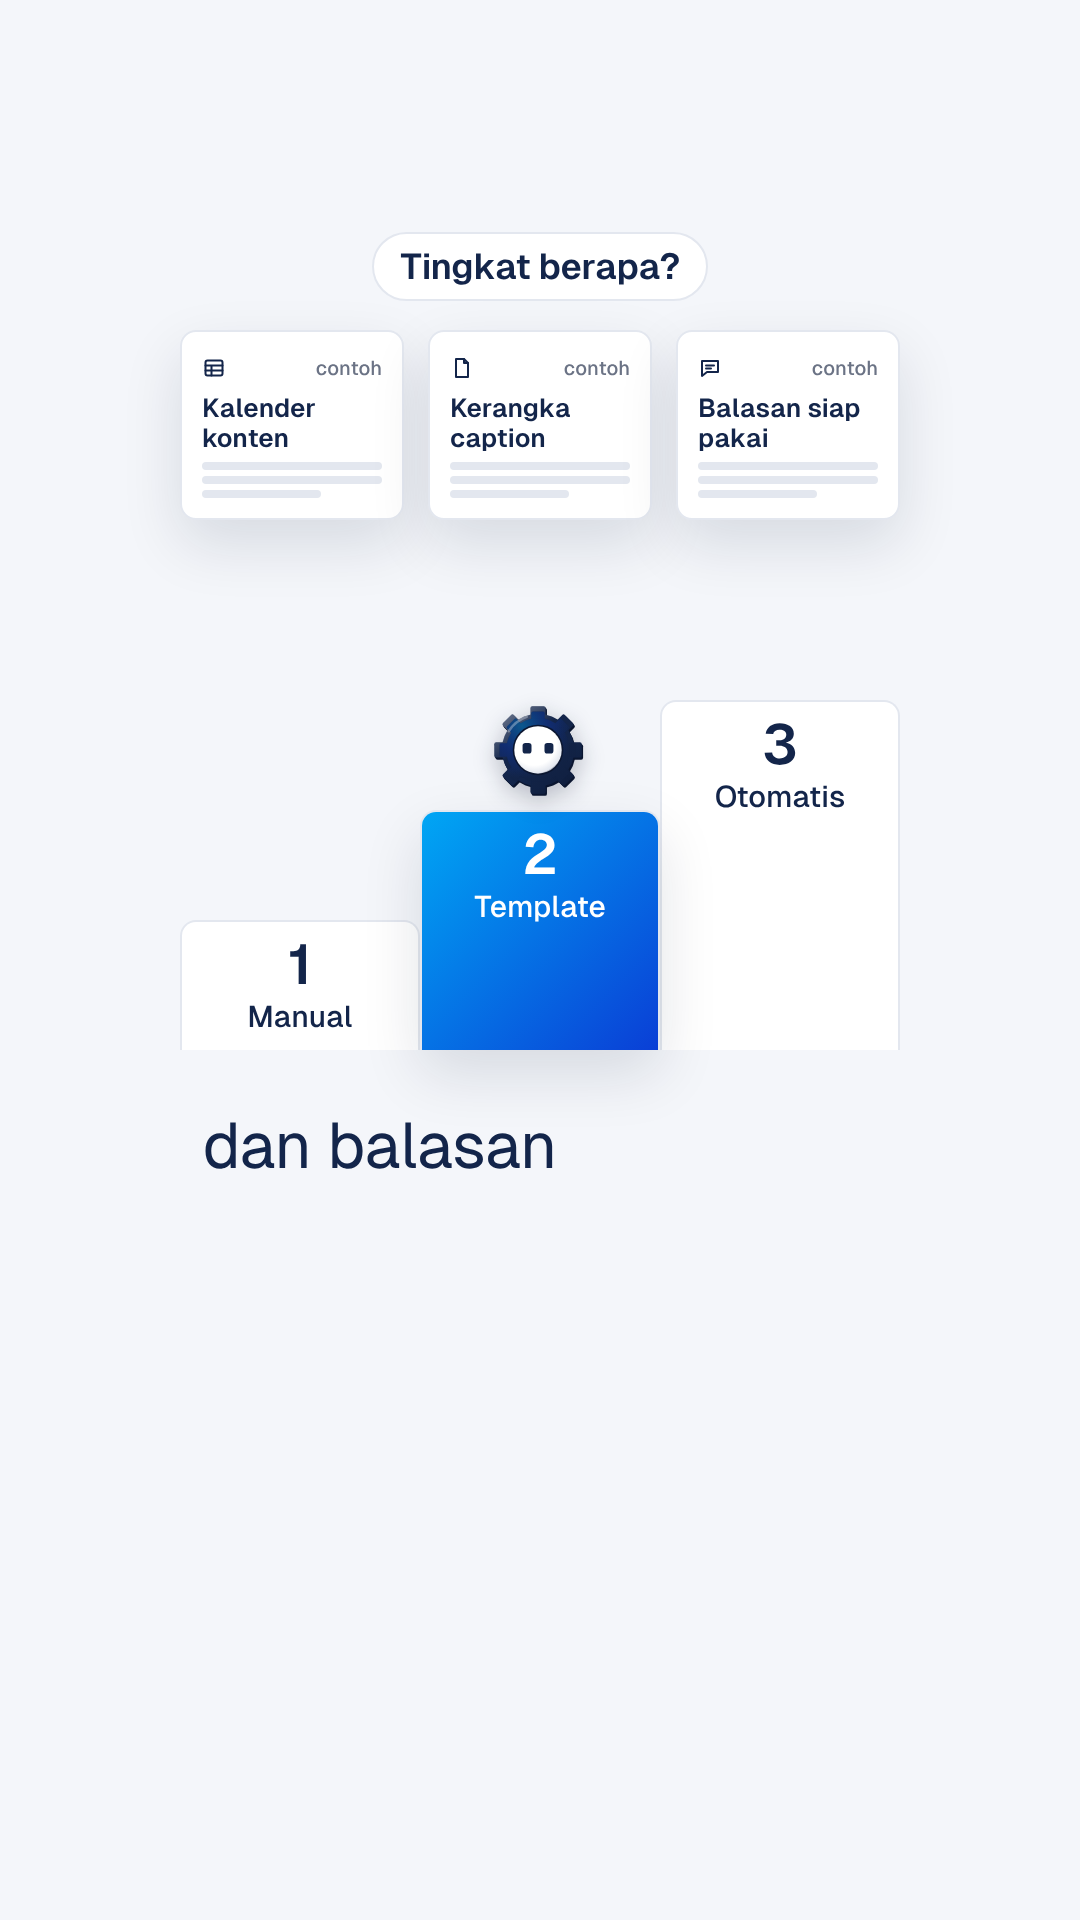 Tingkat berapa?
contoh
Kalender
konten
contoh
Kerangka
caption
contoh
Balasan siap
pakai
1
Manual
2
Template
3
Otomatis
dan balasan